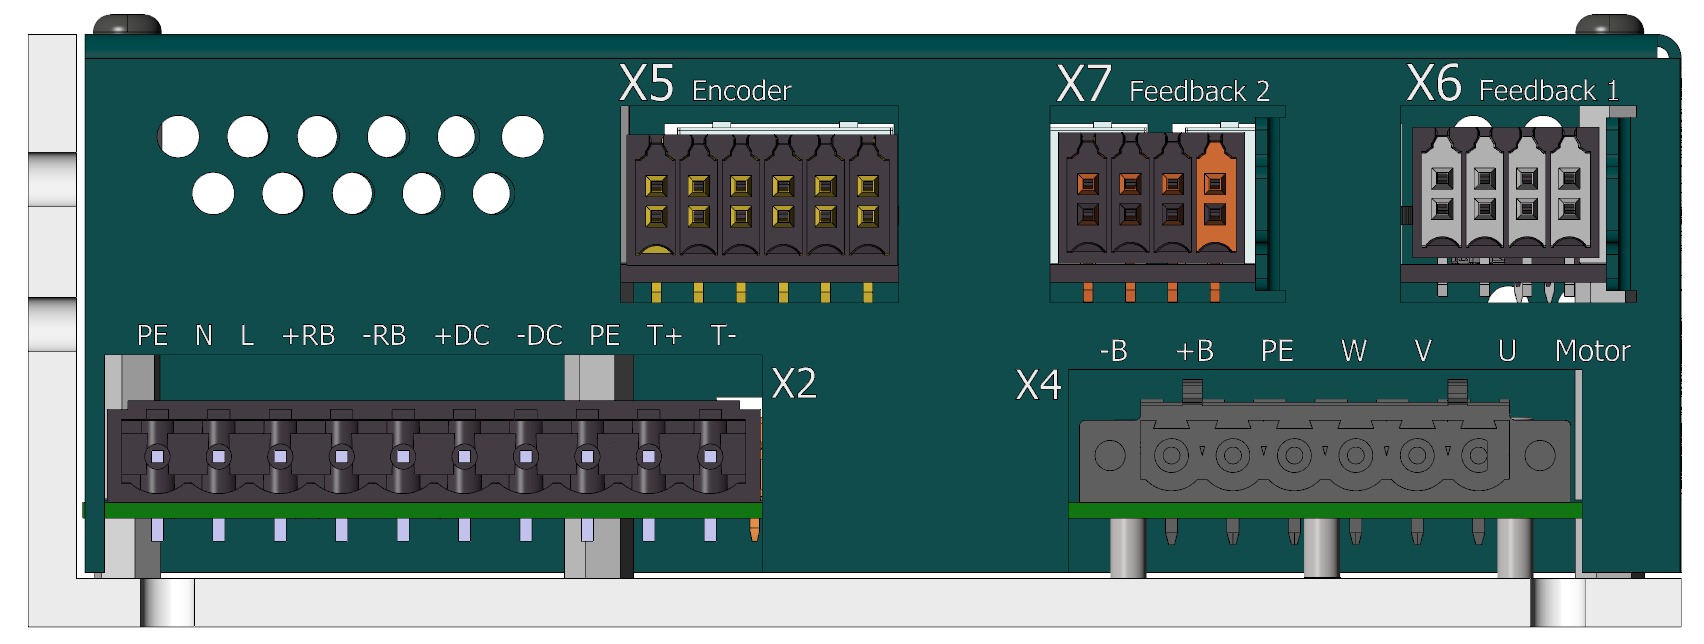 X5 Encoder
X7 Feedback 2
X6 Feedback 1
PE N L +RB -RB +DC -DC PE T+ T-
X2
-B +B PE W V U Motor
X4